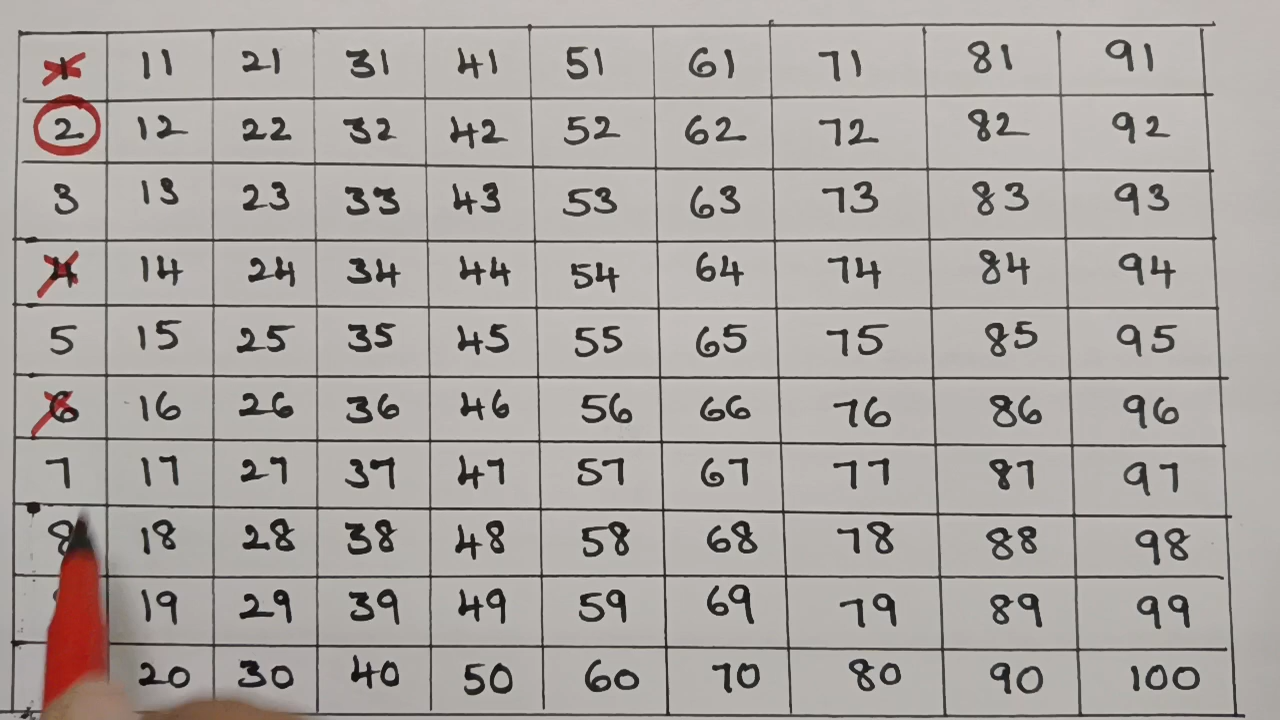 1 11 21 31 41 51 61 71 81 91
2 12 22 32 42 52 62 72 82 92
3 13 23 33 43 53 63 73 83 93
4 14 24 34 44 54 64 74 84 94
5 15 25 35 45 55 65 75 85 95
6 16 26 36 46 56 66 76 86 96
7 17 27 37 47 57 67 77 87 97
8 18 28 38 48 58 68 78 88 98
19 29 39 49 59 69 79 89 99
20 30 40 50 60 70 80 90 100